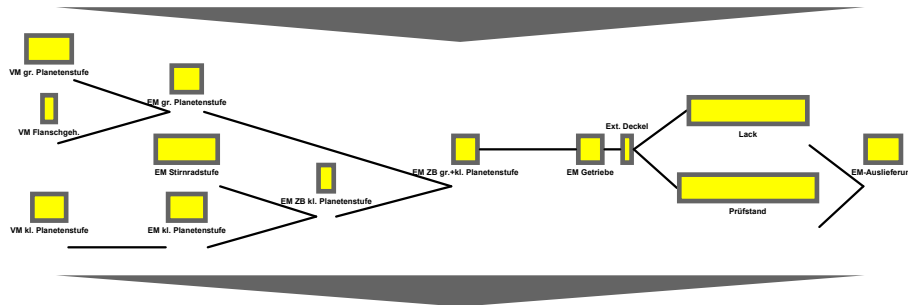 VM gr. Planetenstufe
VM Flanschgeh.
EM gr. Planetenstufe
EM Stirnradstufe
VM kl. Planetenstufe
EM kl. Planetenstufe
EM ZB kl. Planetenstufe
EM ZB gr.+kl. Planetenstufe
EM Getriebe
Ext. Deckel
Lack
Prüfstand
EM-Auslieferun